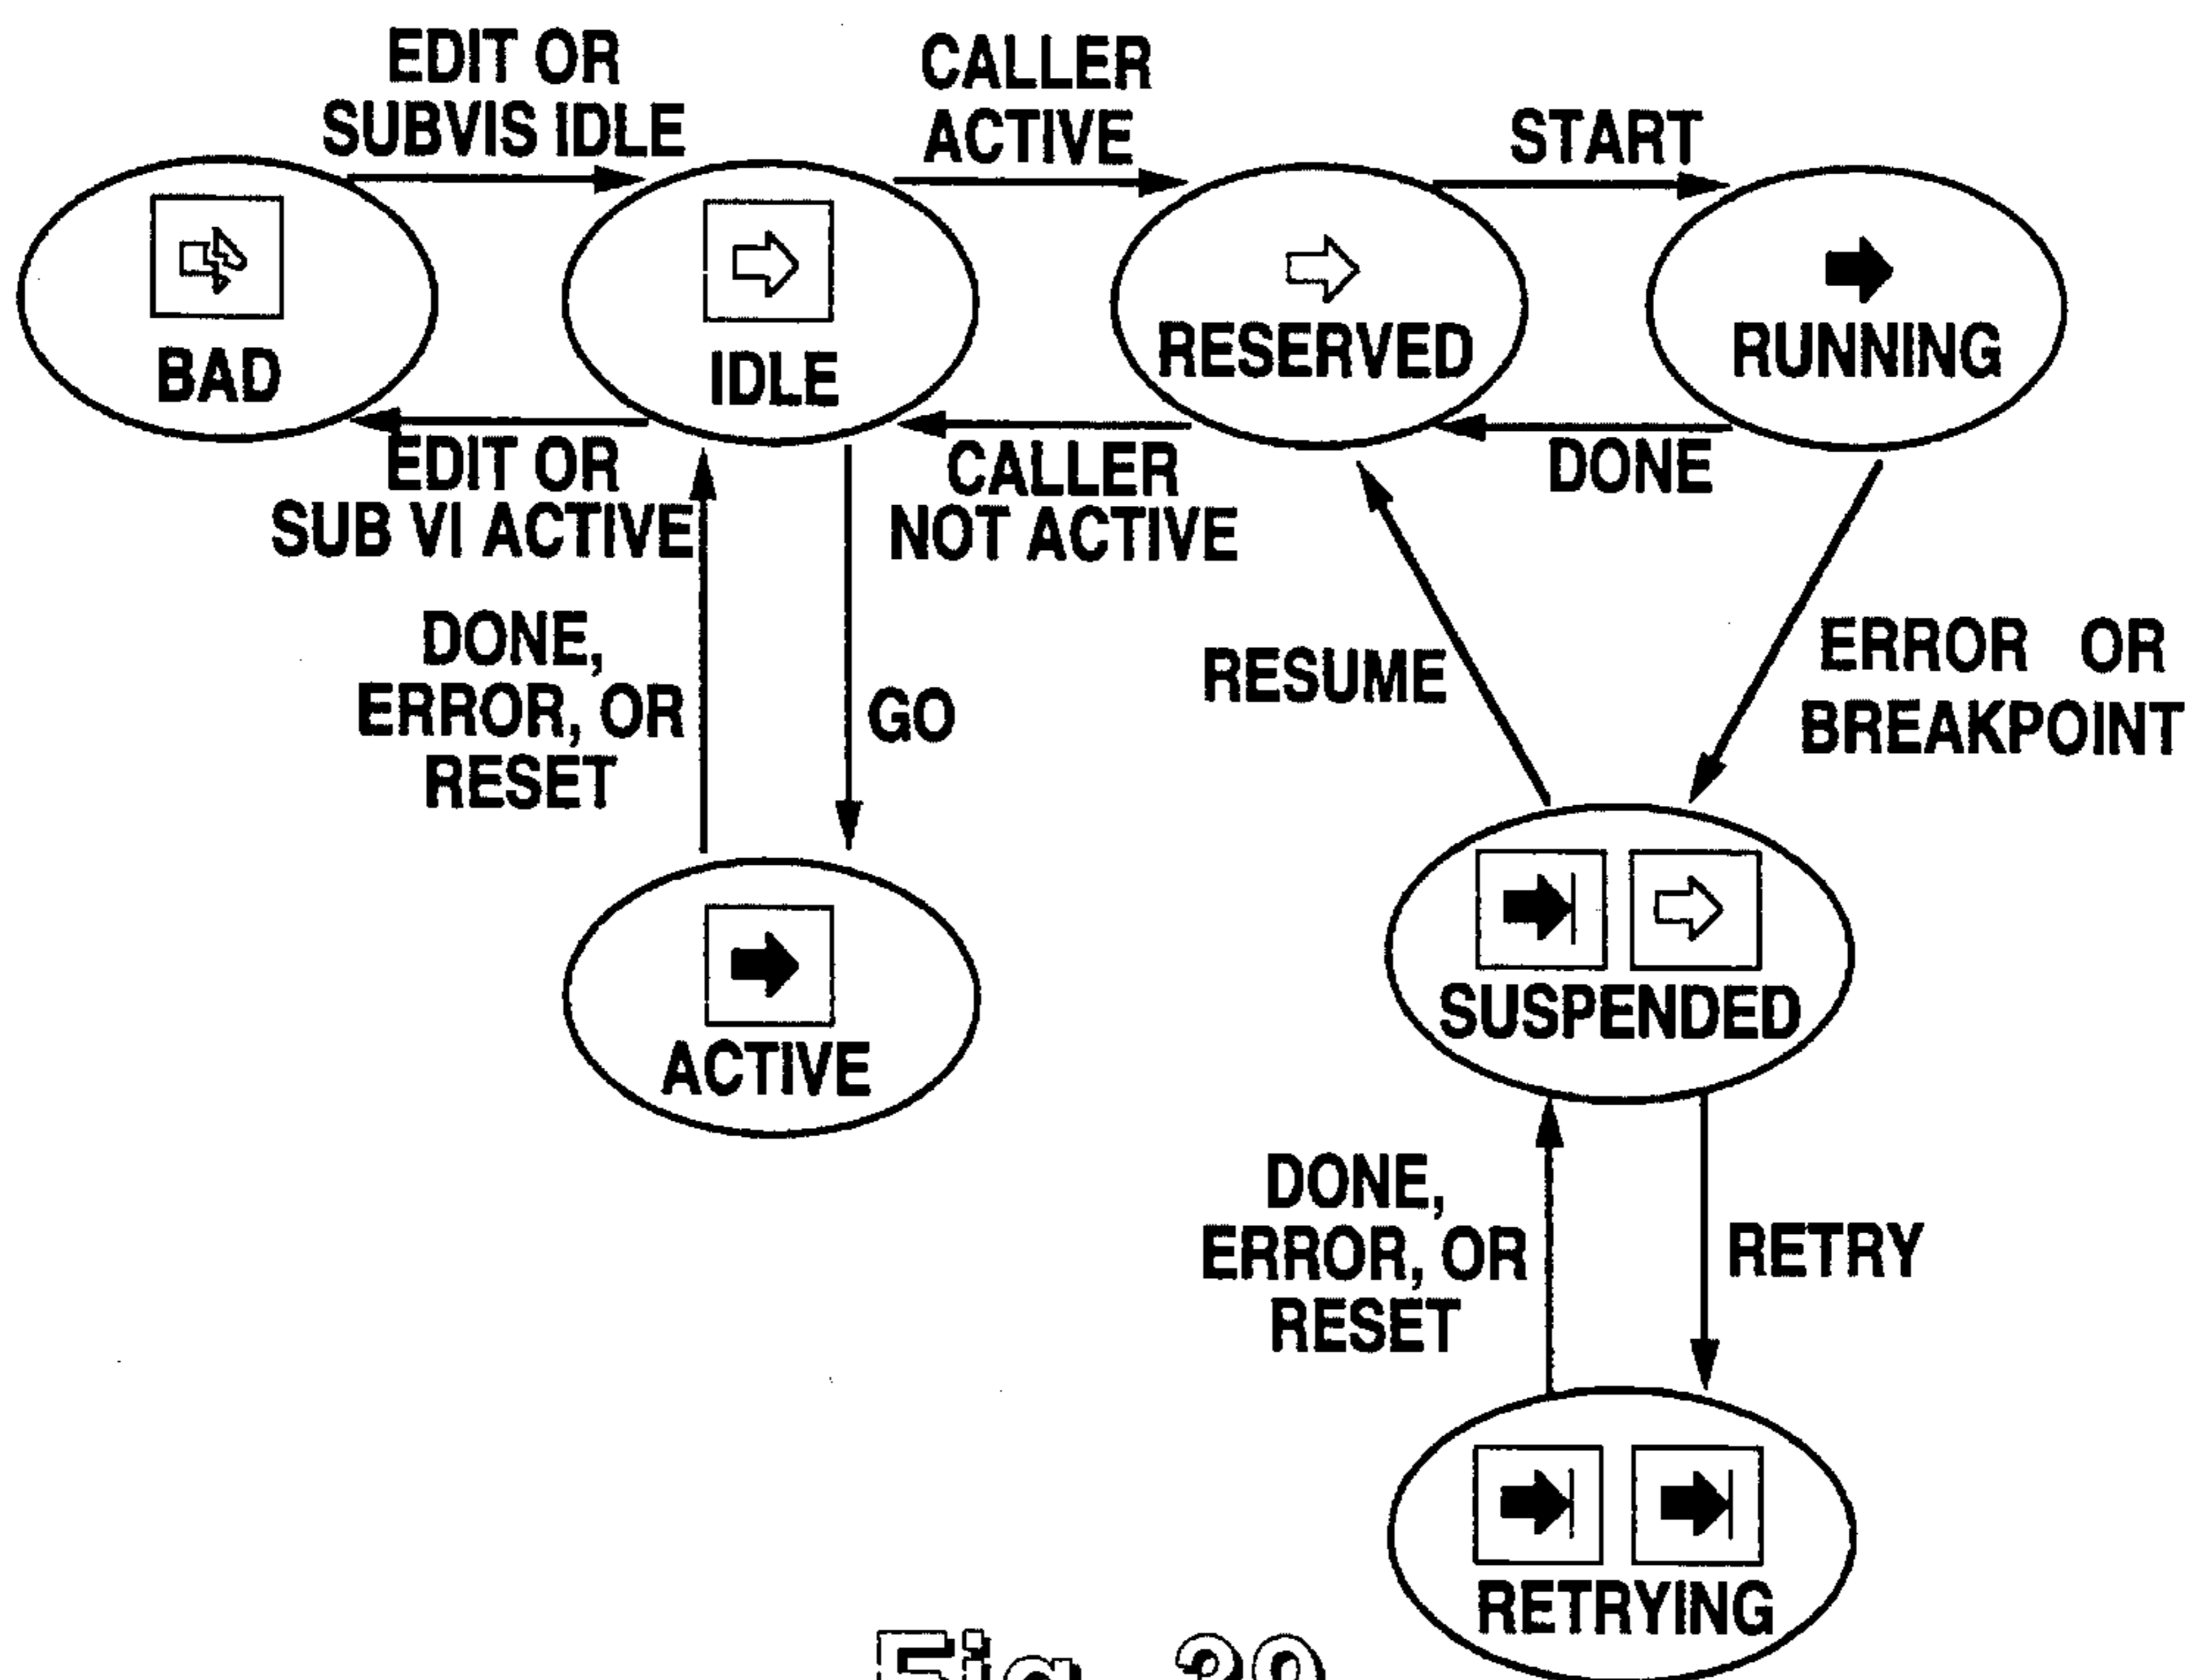 EDIT OR
SUBVIS IDLE
CALLER
ACTIVE
START
BAD
IDLE
RESERVED
RUNNING
EDIT OR
SUB VI ACTIVE
CALLER
NOT ACTIVE
DONE
DONE,
ERROR, OR
RESET
GO
RESUME
ERROR OR
BREAKPOINT
ACTIVE
SUSPENDED
DONE,
ERROR, OR
RESET
RETRY
RETRYING
Fig.